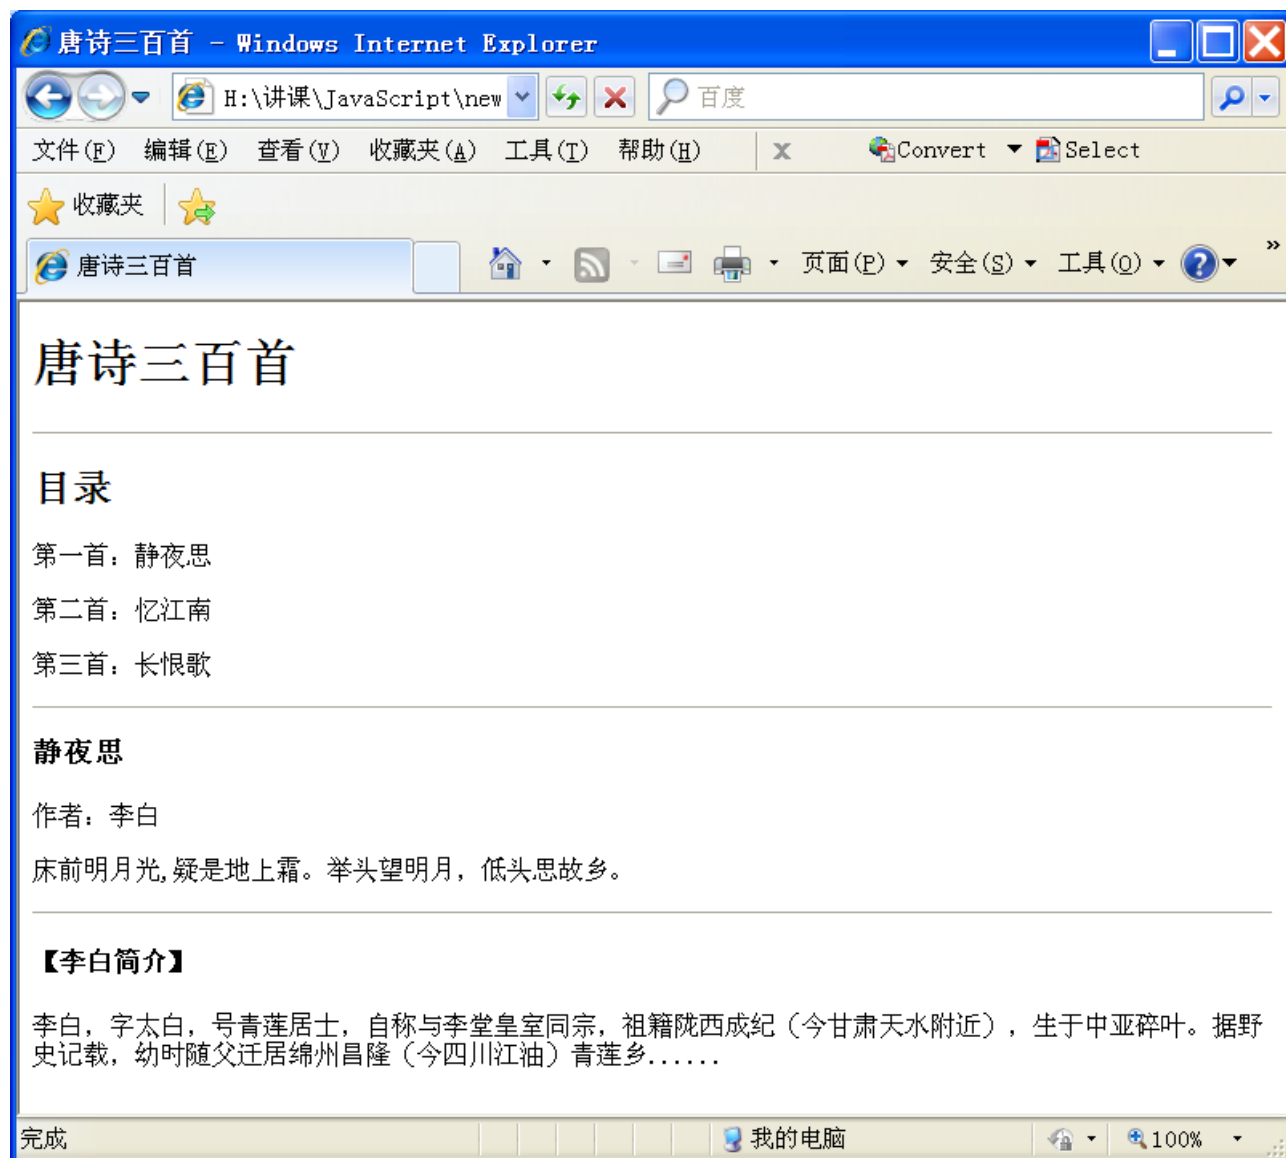 唐诗三百首 - Windows Internet Explorer
H:\讲课\JavaScript\new
百度
文件(F) 编辑(E) 查看(V) 收藏夹(A) 工具(T) 帮助(H) x Convert Select
收藏夹
唐诗三百首 页面(P) 安全(S) 工具(O) »
唐诗三百首
目录
第一首：静夜思
第二首：忆江南
第三首：长恨歌
静夜思
作者：李白
床前明月光,疑是地上霜。举头望明月，低头思故乡。
【李白简介】
李白，字太白，号青莲居士，自称与李堂皇室同宗，祖籍陇西成纪（今甘肃天水附近），生于中亚碎叶。据野
史记载，幼时随父迁居绵州昌隆（今四川江油）青莲乡......
完成 我的电脑 100%